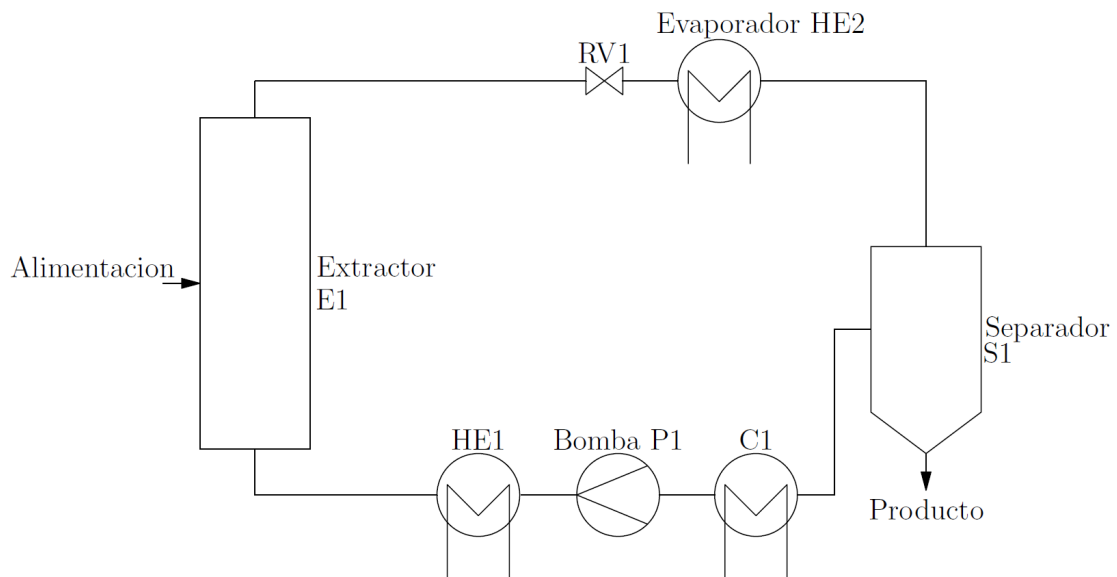 Evaporador HE2
RV1
Alimentacion
Extractor
E1
Separador
S1
HE1
Bomba P1
C1
Producto